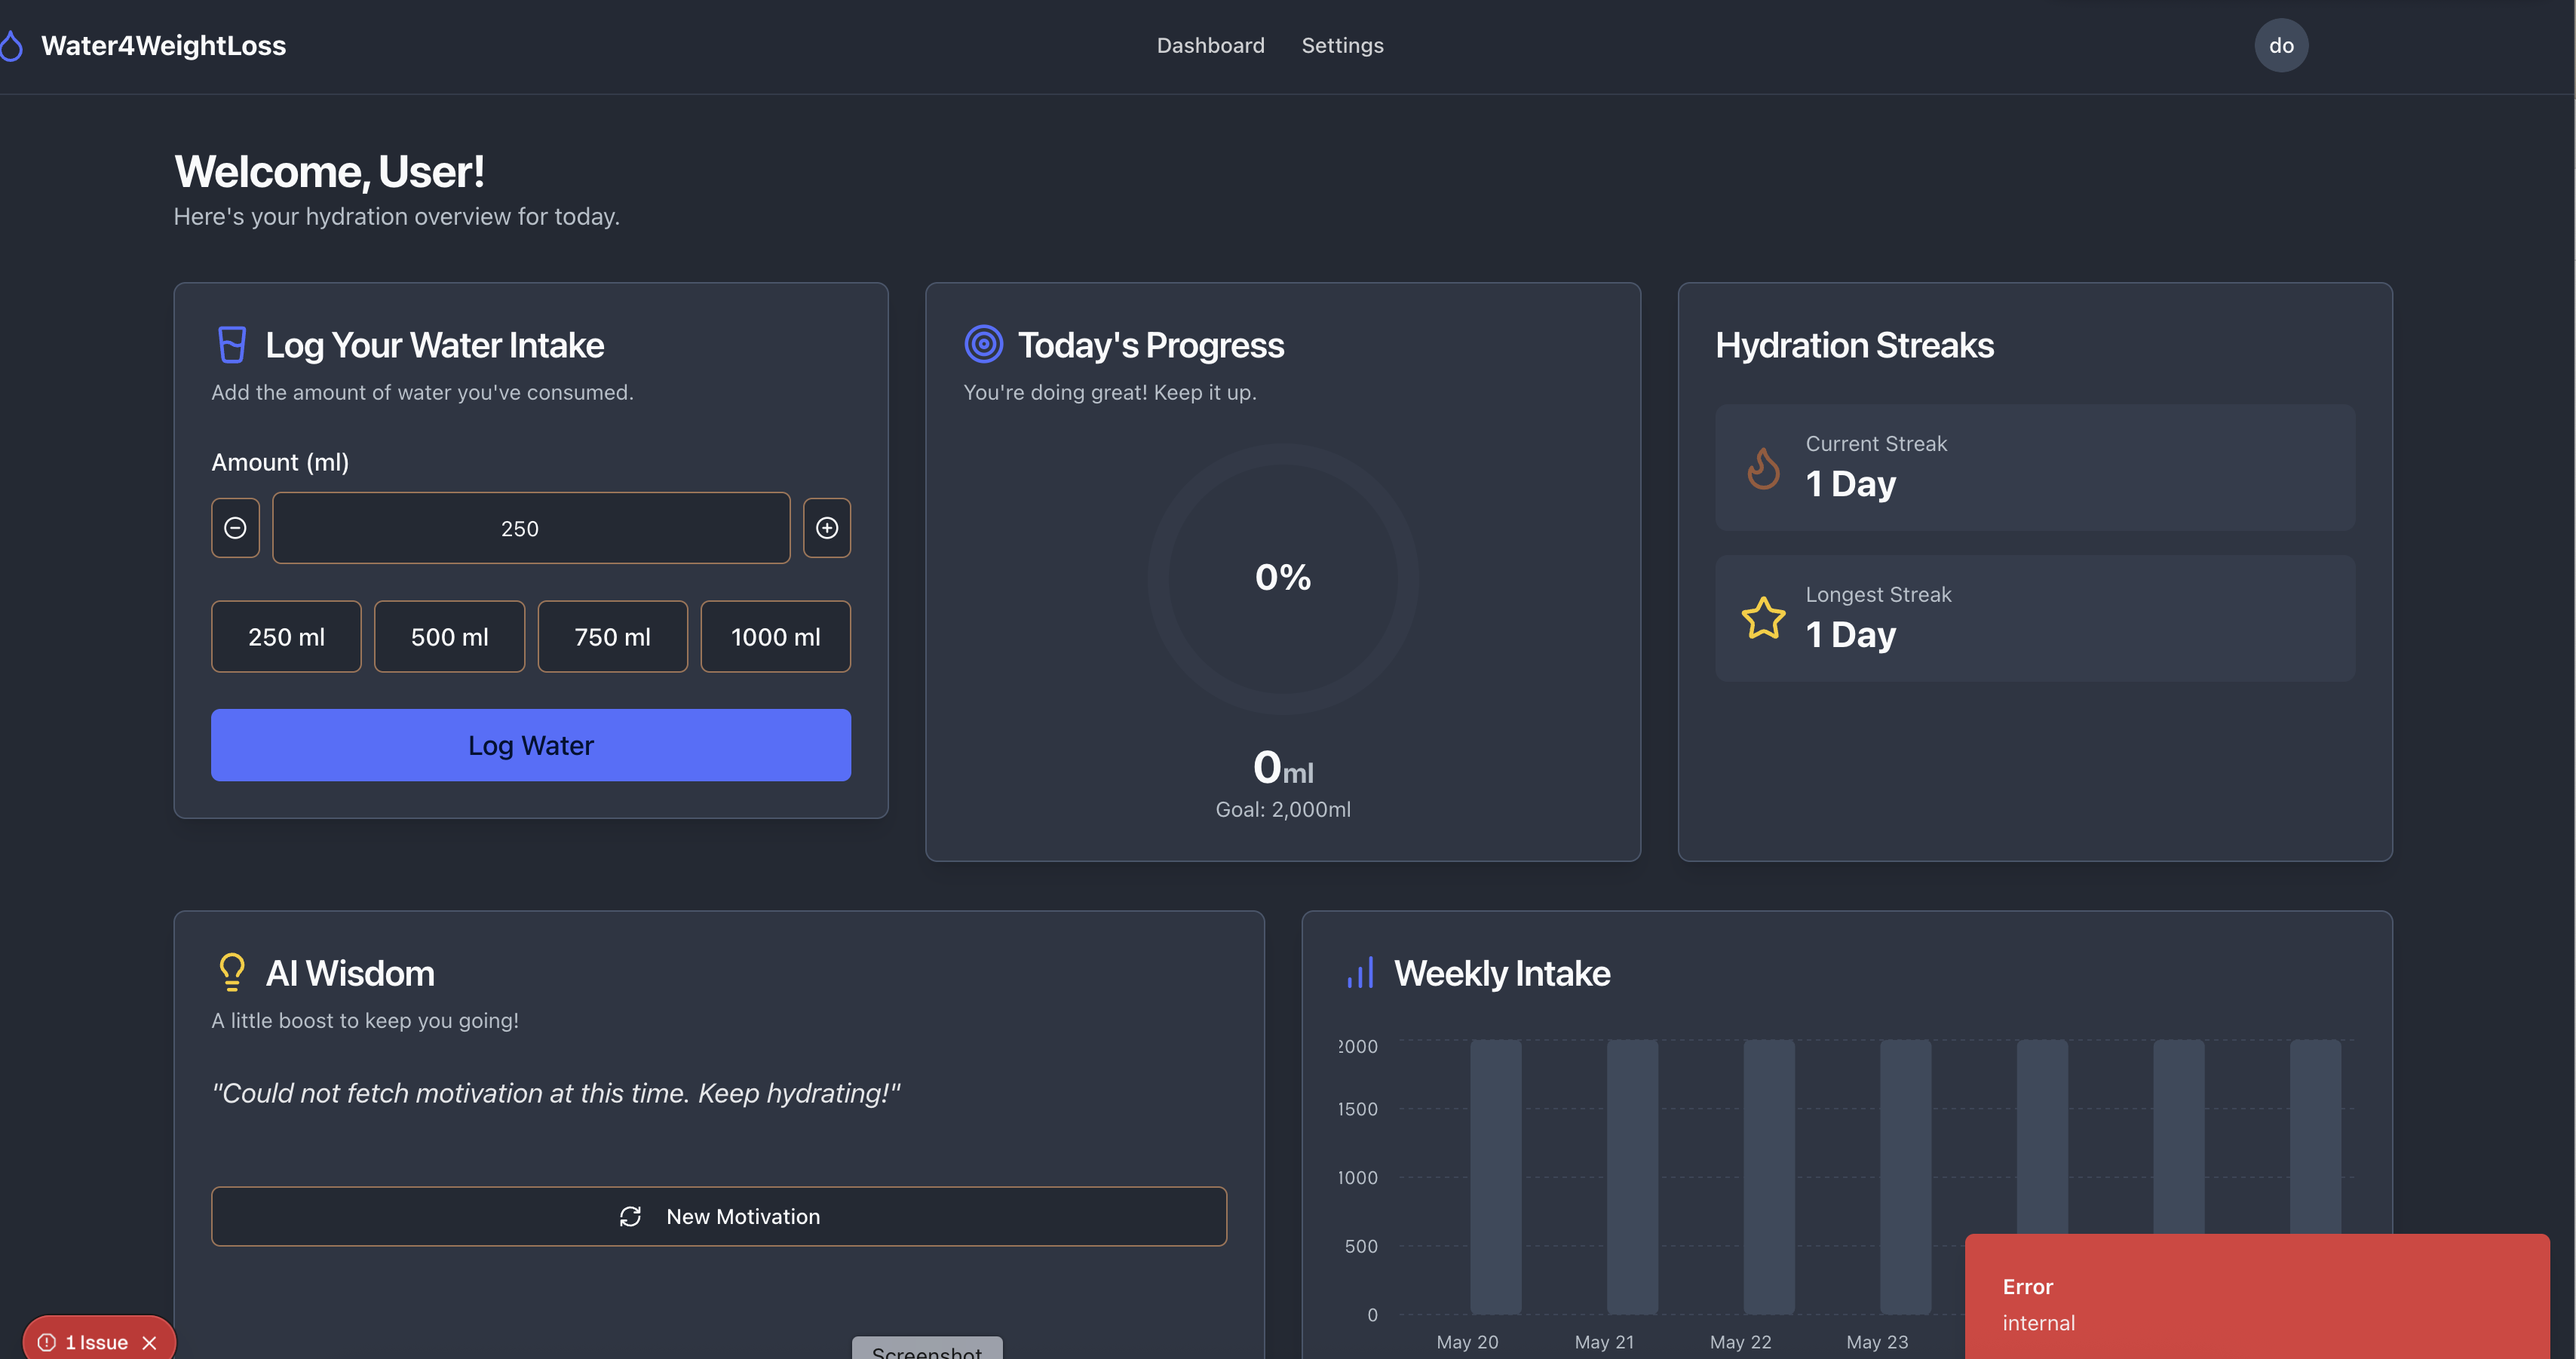 Water4WeightLoss
Dashboard
Settings
do
Welcome, User!
Here's your hydration overview for today.
Log Your Water Intake
Add the amount of water you've consumed.
Amount (ml)
250
250 ml
500 ml
750 ml
1000 ml
Log Water
Today's Progress
You're doing great! Keep it up.
0%
0ml
Goal: 2,000ml
Hydration Streaks
Current Streak
1 Day
Longest Streak
1 Day
AI Wisdom
A little boost to keep you going!
"Could not fetch motivation at this time. Keep hydrating!"
New Motivation
Weekly Intake
2000
1500
1000
500
0
May 20
May 21
May 22
May 23
Error
internal
1 Issue
Screenshot